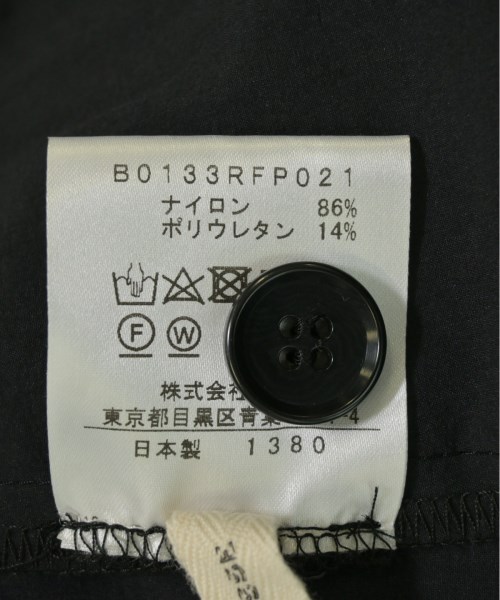 B0133RFP021
ナイロン 86%
ポリウレタン 14%
F W
株式会社
東京都目黒区青葉 4
日本製 1380